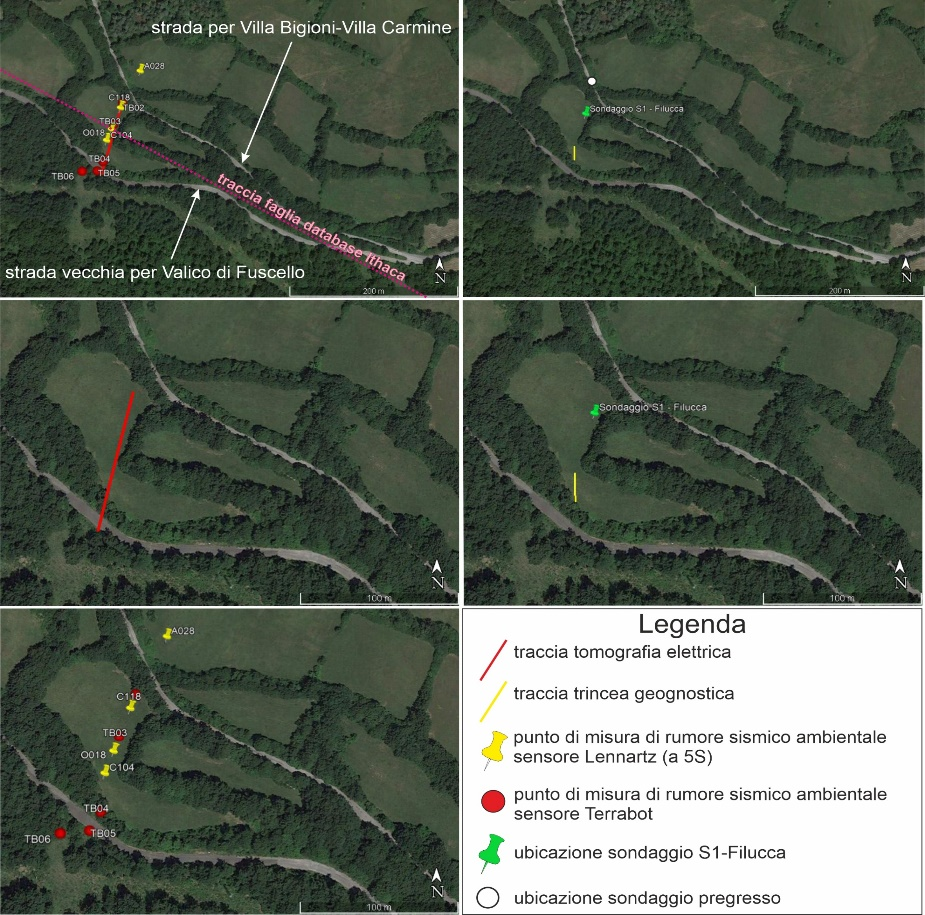 strada per Villa Bigioni-Villa Carmine
A028
C118
TB02
TB03
O018
C104
TB04
TB06
TB05
traccia faglia database Ithaca
strada vecchia per Valico di Fuscello
N
200 m
Sondaggio S1 - Filucca
N
200 m
N
100 m
Sondaggio S1 - Filucca
N
100 m
A028
C118
TB03
O018
C104
TB04
TB06
TB05
N
100 m
Legenda
traccia tomografia elettrica
traccia trincea geognostica
punto di misura di rumore sismico ambientale
sensore Lennartz (a 5S)
punto di misura di rumore sismico ambientale
sensore Terrabot
ubicazione sondaggio S1-Filucca
ubicazione sondaggio pregresso